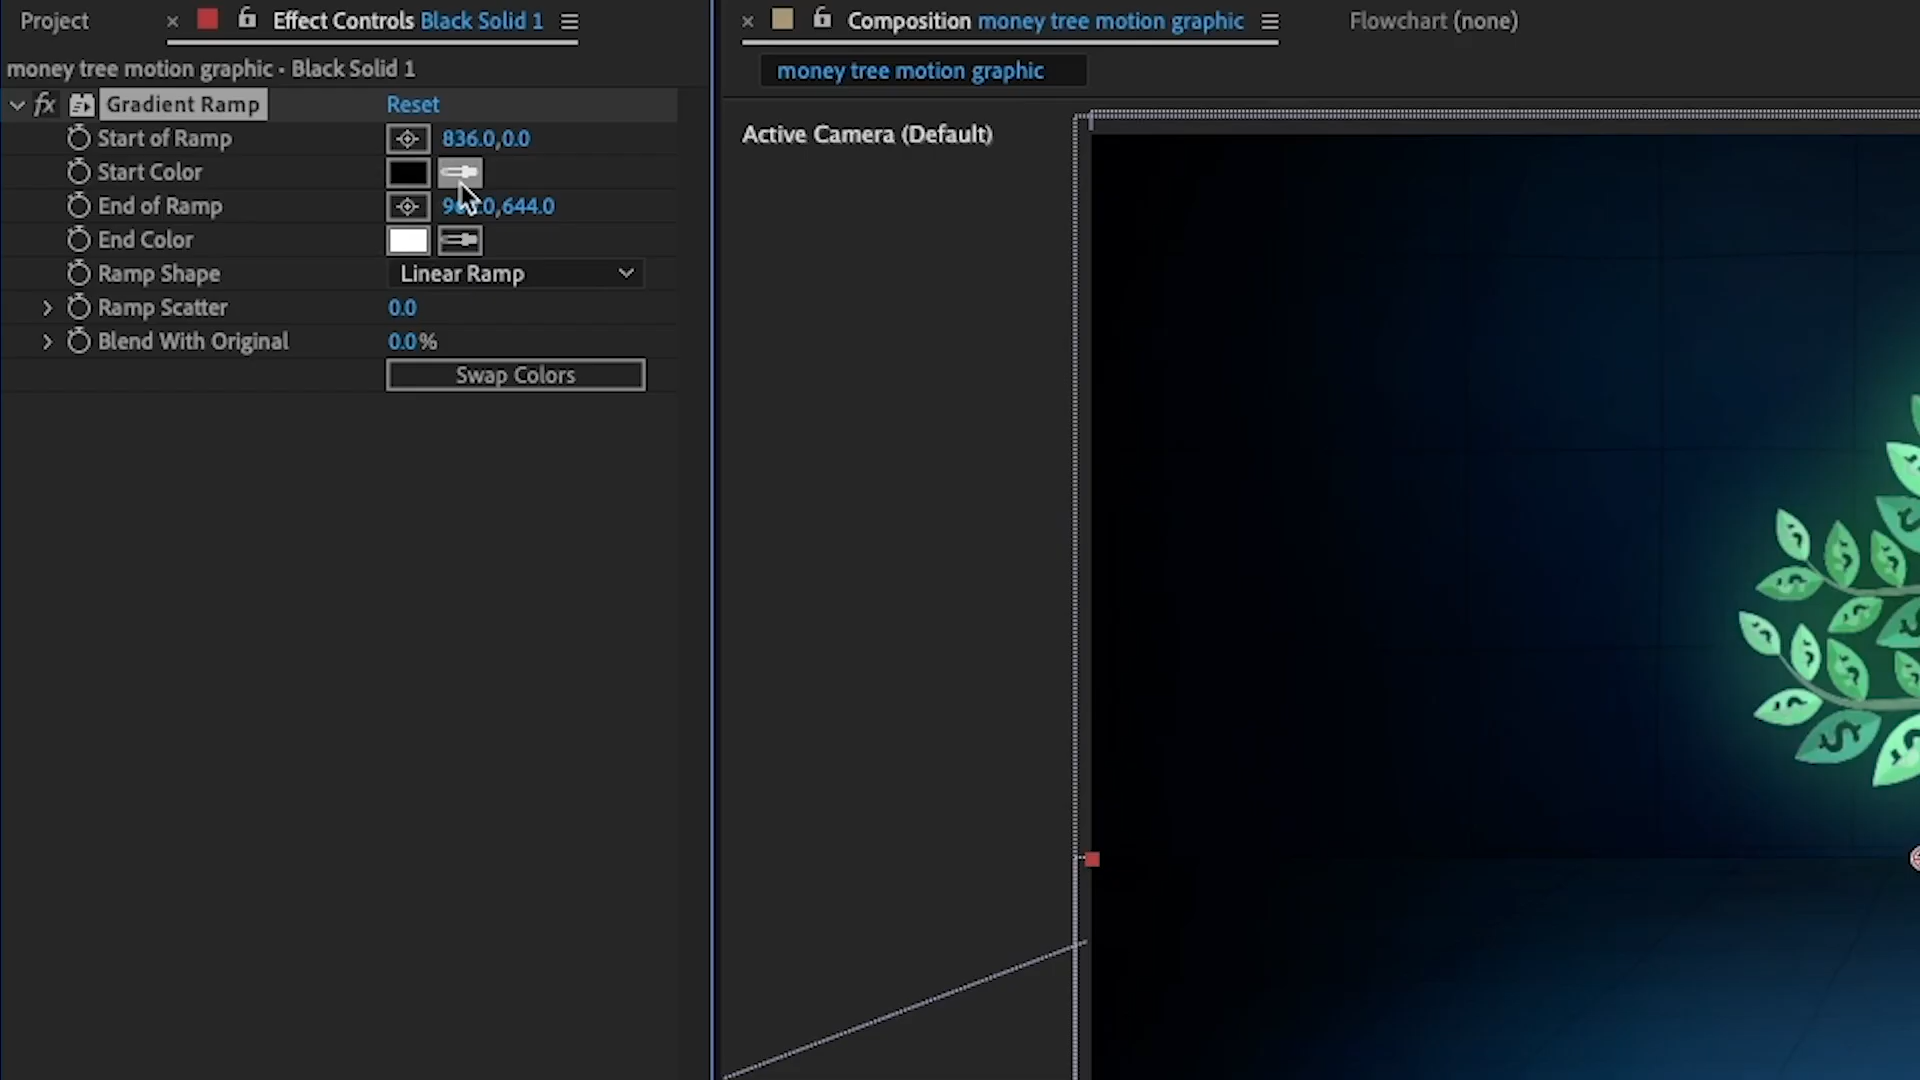 Project
Effect Controls Black Solid 1
Composition money tree motion graphic
Flowchart (none)
money tree motion graphic • Black Solid 1
money tree motion graphic
fx Gradient Ramp Reset
Active Camera (Default)
Start of Ramp 836.0,0.0
Start Color
End of Ramp ,644.0
End Color
Ramp Shape Linear Ramp
Ramp Scatter 0.0
Blend With Original 0.0%
Swap Colors